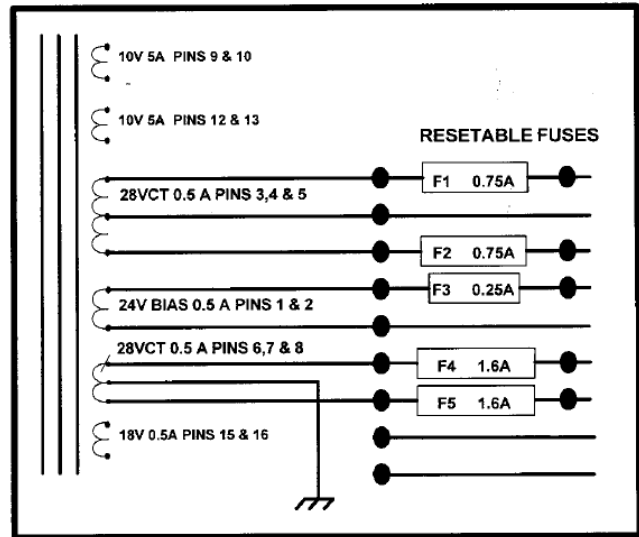 10V 5A PINS 9 & 10
10V 5A PINS 12 & 13
RESETABLE FUSES
F1 0.75A
28VCT 0.5 A PINS 3,4 & 5
F2 0.75A
F3 0.25A
24V BIAS 0.5 A PINS 1 & 2
28VCT 0.5 A PINS 6,7 & 8
F4 1.6A
F5 1.6A
18V 0.5A PINS 15 & 16